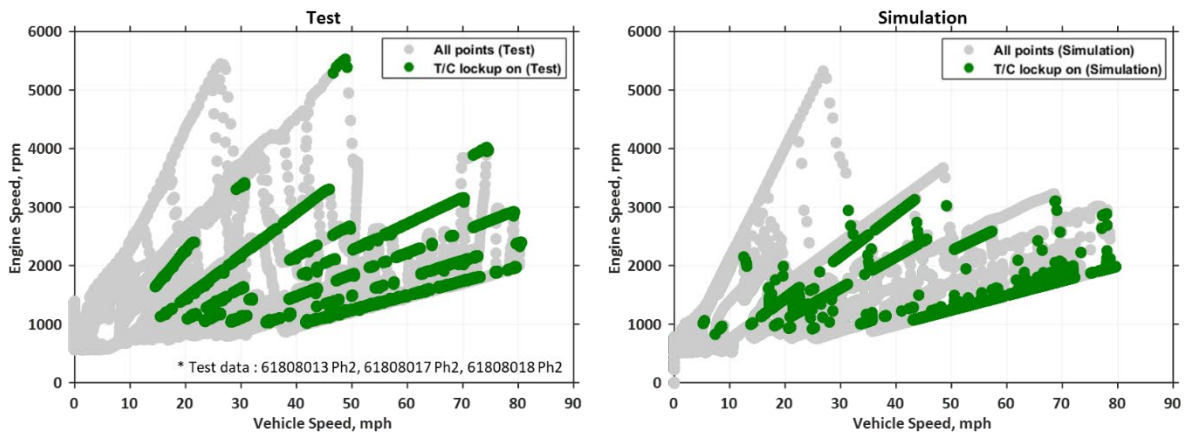 Test
Engine Speed, rpm
6000
5000
4000
3000
2000
1000
0
All points (Test)
T/C lockup on (Test)
* Test data : 61808013 Ph2, 61808017 Ph2, 61808018 Ph2
0 10 20 30 40 50 60 70 80 90
Vehicle Speed, mph
Simulation
Engine Speed, rpm
6000
5000
4000
3000
2000
1000
0
All points (Simulation)
T/C lockup on (Simulation)
0 10 20 30 40 50 60 70 80 90
Vehicle Speed, mph